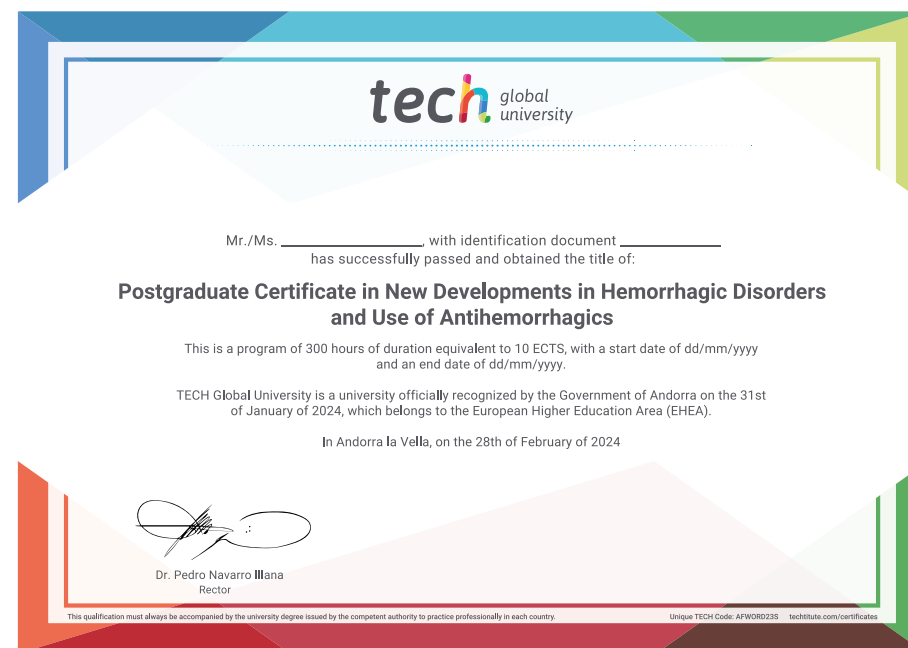 tech global university
Mr./Ms. ____________, with identification document ____________
has successfully passed and obtained the title of:
Postgraduate Certificate in New Developments in Hemorrhagic Disorders
and Use of Antihemorrhagics
This is a program of 300 hours of duration equivalent to 10 ECTS, with a start date of dd/mm/yyyy
and an end date of dd/mm/yyyy.
TECH Global University is a university officially recognized by the Government of Andorra on the 31st
of January of 2024, which belongs to the European Higher Education Area (EHEA).
In Andorra la Vella, on the 28th of February of 2024
Dr. Pedro Navarro Illana
Rector
This qualification must always be accompanied by the university degree issued by the competent authority to practice professionally in each country.
Unique TECH Code: AFWORD23S techtitute.com/certificates